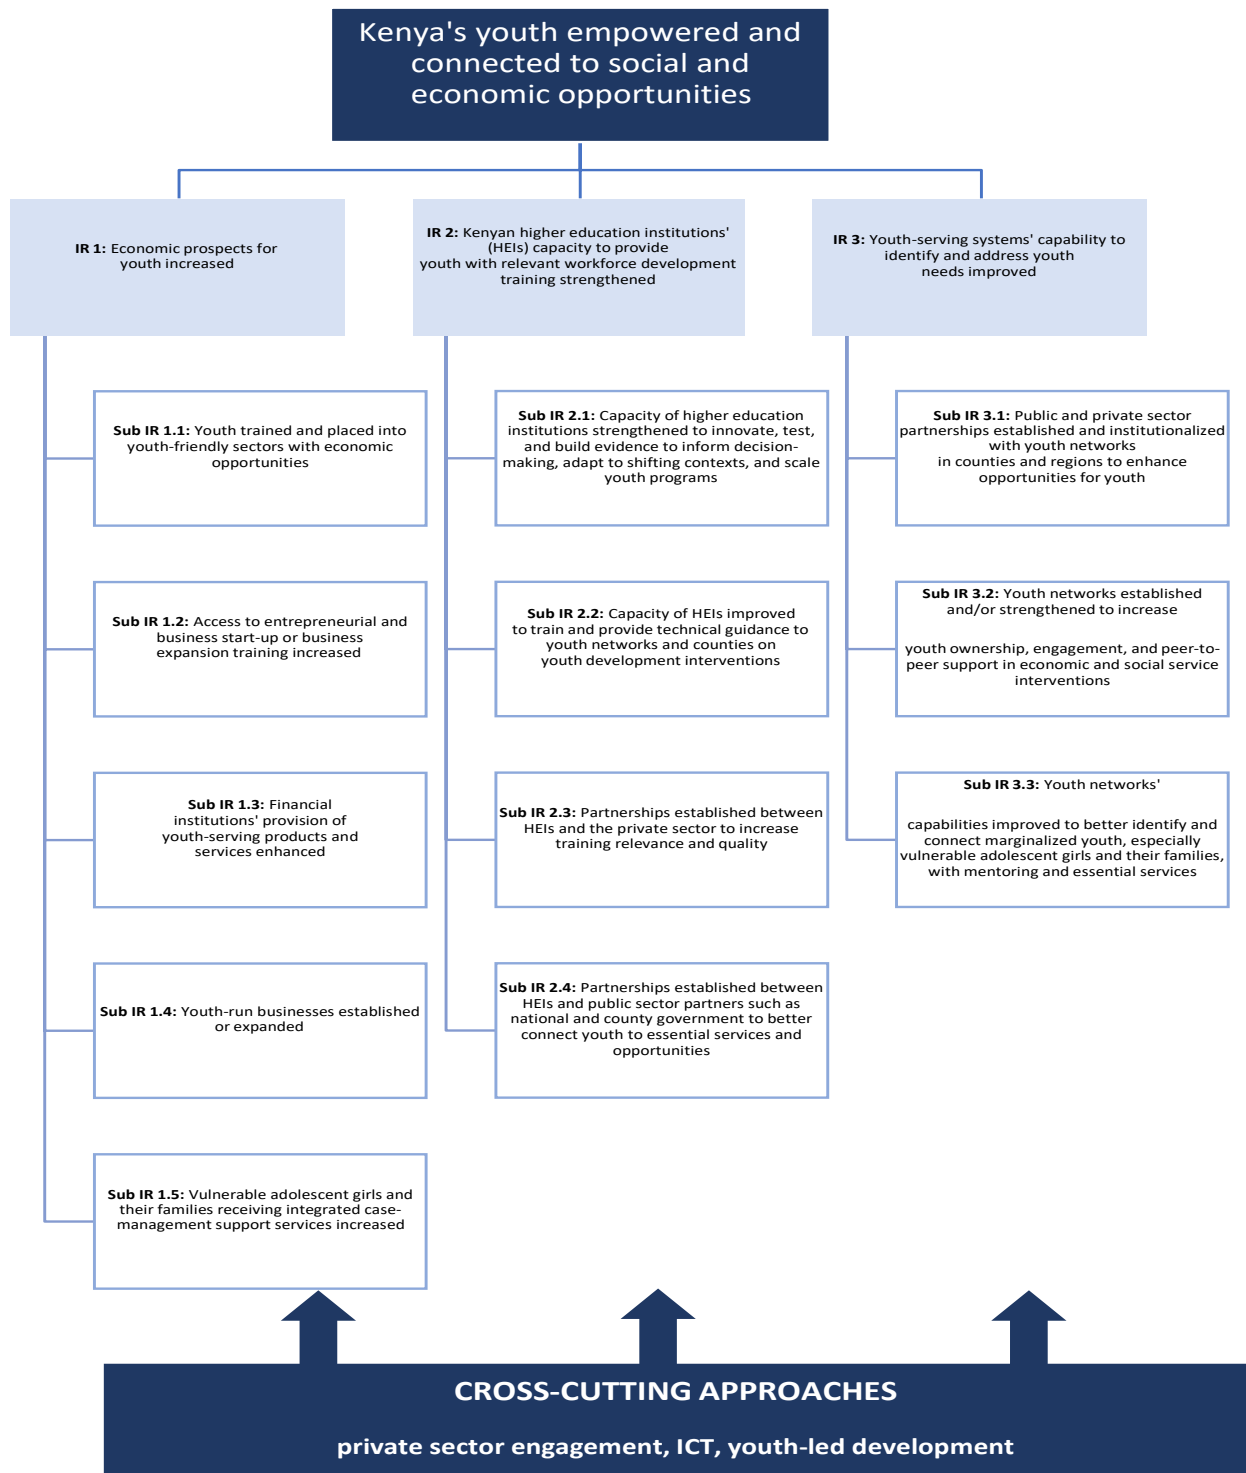 Kenya's youth empowered and
connected to social and
economic opportunities
IR 1: Economic prospects for
youth increased
IR 2: Kenyan higher education institutions'
(HEIs) capacity to provide
youth with relevant workforce development
training strengthened
IR 3: Youth-serving systems' capability to
identify and address youth
needs improved
Sub IR 1.1: Youth trained and placed into
youth-friendly sectors with economic
opportunities
Sub IR 1.2: Access to entrepreneurial and
business start-up or business
expansion training increased
Sub IR 1.3: Financial
institutions' provision of
youth-serving products and
services enhanced
Sub IR 1.4: Youth-run businesses established
or expanded
Sub IR 1.5: Vulnerable adolescent girls and
their families receiving integrated case-
management support services increased
Sub IR 2.1: Capacity of higher education
institutions strengthened to innovate, test,
and build evidence to inform decision-
making, adapt to shifting contexts, and scale
youth programs
Sub IR 2.2: Capacity of HEIs improved
to train and provide technical guidance to
youth networks and counties on
youth development interventions
Sub IR 2.3: Partnerships established between
HEIs and the private sector to increase
training relevance and quality
Sub IR 2.4: Partnerships established between
HEIs and public sector partners such as
national and county government to better
connect youth to essential services and
opportunities
Sub IR 3.1: Public and private sector
partnerships established and institutionalized
with youth networks
in counties and regions to enhance
opportunities for youth
Sub IR 3.2: Youth networks established
and/or strengthened to increase
youth ownership, engagement, and peer-to-
peer support in economic and social service
interventions
Sub IR 3.3: Youth networks'
capabilities improved to better identify and
connect marginalized youth, especially
vulnerable adolescent girls and their families,
with mentoring and essential services
CROSS-CUTTING APPROACHES
private sector engagement, ICT, youth-led development